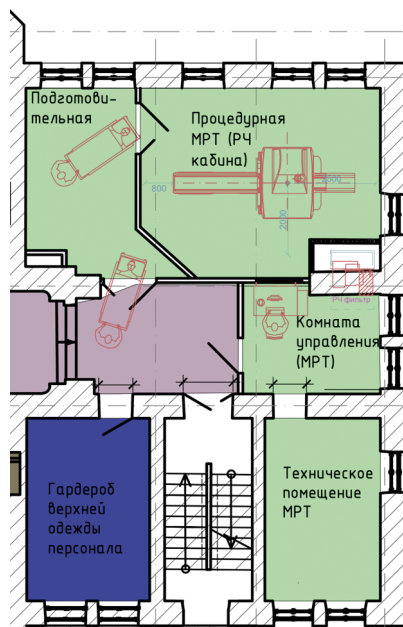 Подготови-
тельная
Процедурная
МРТ (РЧ
кабина)
600
2500
2000
РЧ фильтр
Комната
управления
(МРТ)
Гардероб
верхней
одежды
персонала
Техническое
помещение
МРТ